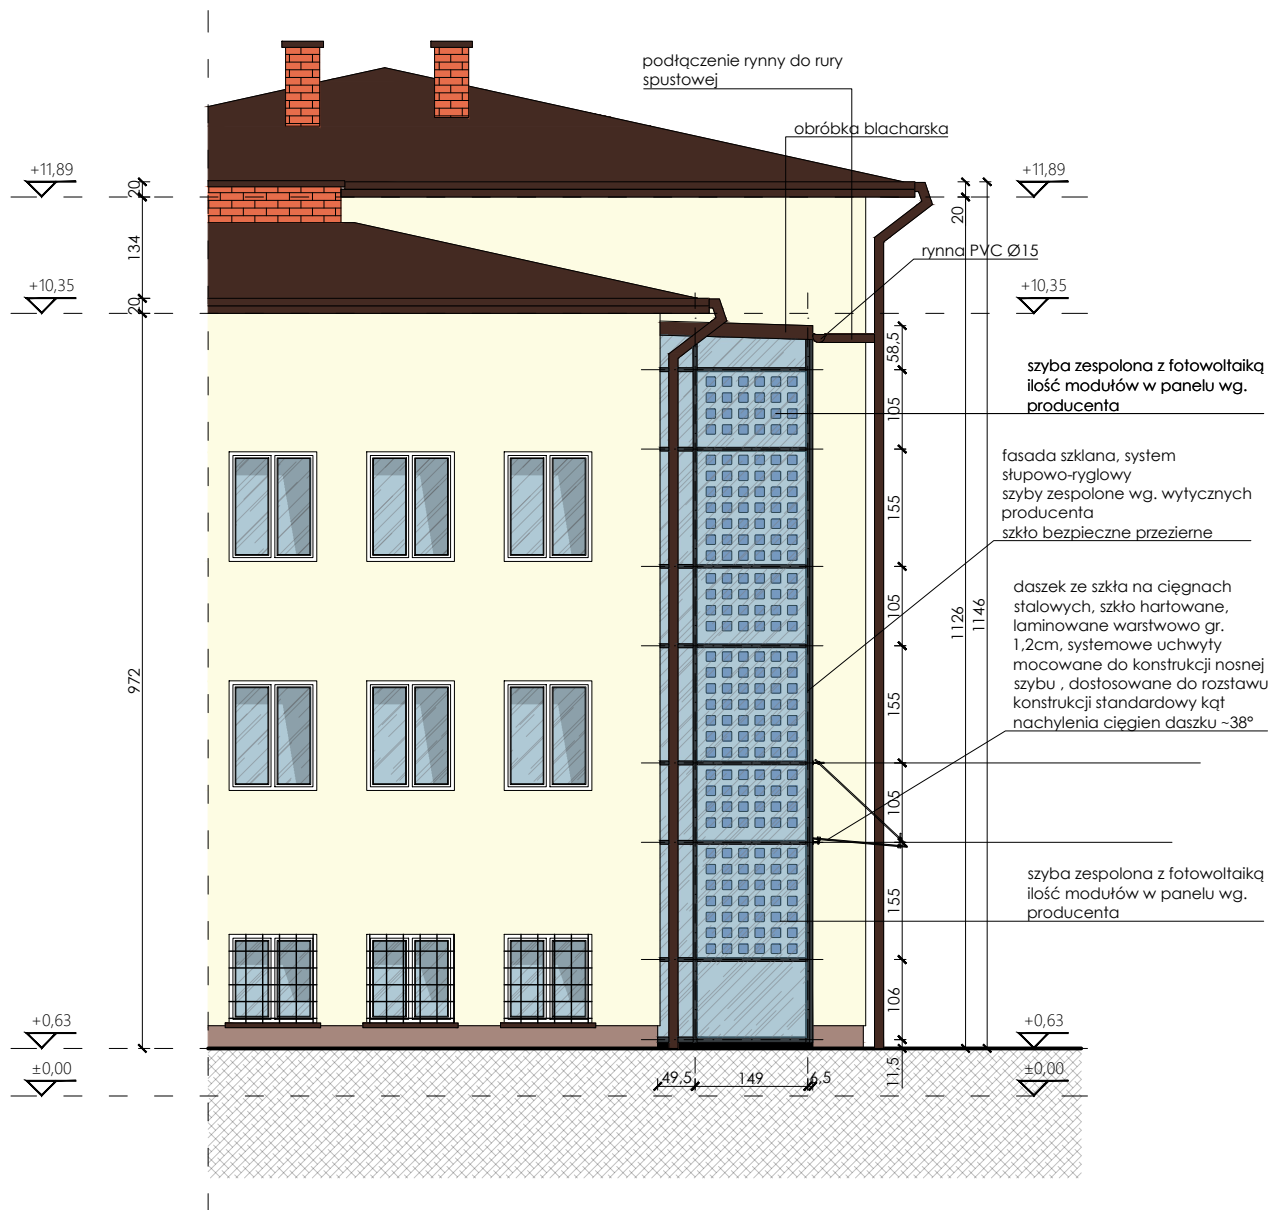 podłączenie rynny do rury
spustowej
obróbka blacharska
+11,89
+11,89
20
20
134
rynna PVC Ø15
+10,35
+10,35
20
58,5
szyba zespolona z fotowoltaiką
ilość modułów w panelu wg.
producenta
105
fasada szklana, system
słupowo-ryglowy
szyby zespolone wg. wytycznych
producenta
szkło bezpieczne przezierne
155
daszek ze szkła na cięgnach
stalowych, szkło hartowane,
laminowane warstwowo gr.
1,2cm, systemowe uchwyty
mocowane do konstrukcji nosnej
szybu , dostosowane do rozstawu
konstrukcji standardowy kąt
nachylenia cięgien daszku ~38°
105
1126
1146
972
155
105
szyba zespolona z fotowoltaiką
ilość modułów w panelu wg.
producenta
155
106
+0,63
+0,63
±0,00
±0,00
49,5
149
6,5
11,5